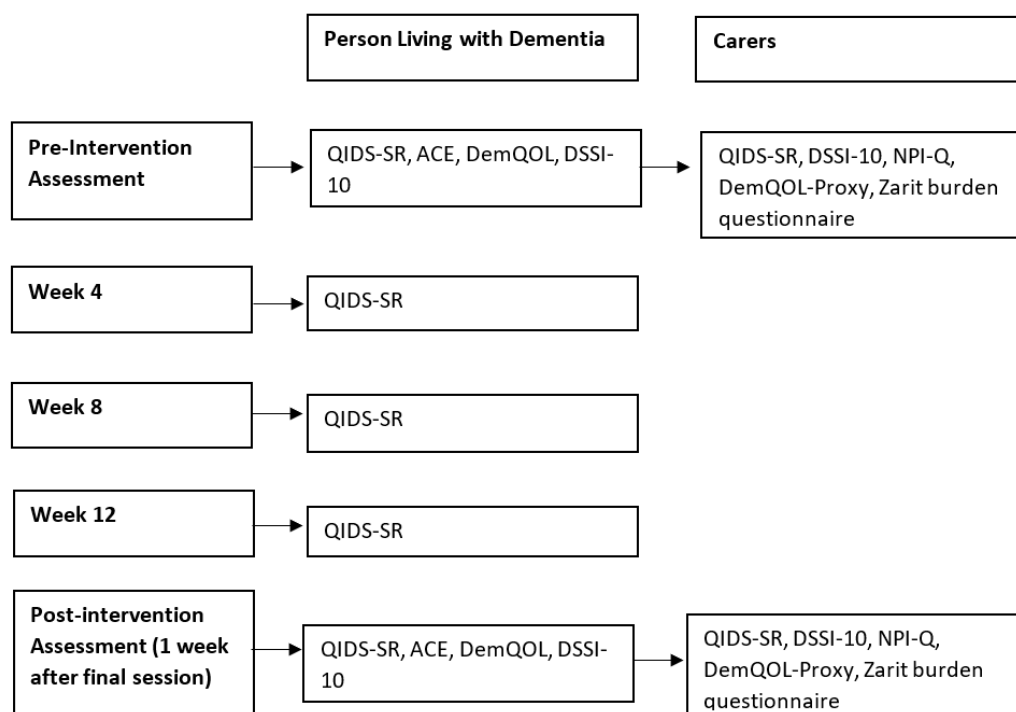 Person Living with Dementia
Carers
Pre-Intervention
Assessment
QIDS-SR, ACE, DemQOL, DSSI-
10
QIDS-SR, DSSI-10, NPI-Q,
DemQOL-Proxy, Zarit burden
questionnaire
Week 4
QIDS-SR
Week 8
QIDS-SR
Week 12
QIDS-SR
Post-intervention
Assessment (1 week
after final session)
QIDS-SR, ACE, DemQOL, DSSI-
10
QIDS-SR, DSSI-10, NPI-Q,
DemQOL-Proxy, Zarit burden
questionnaire